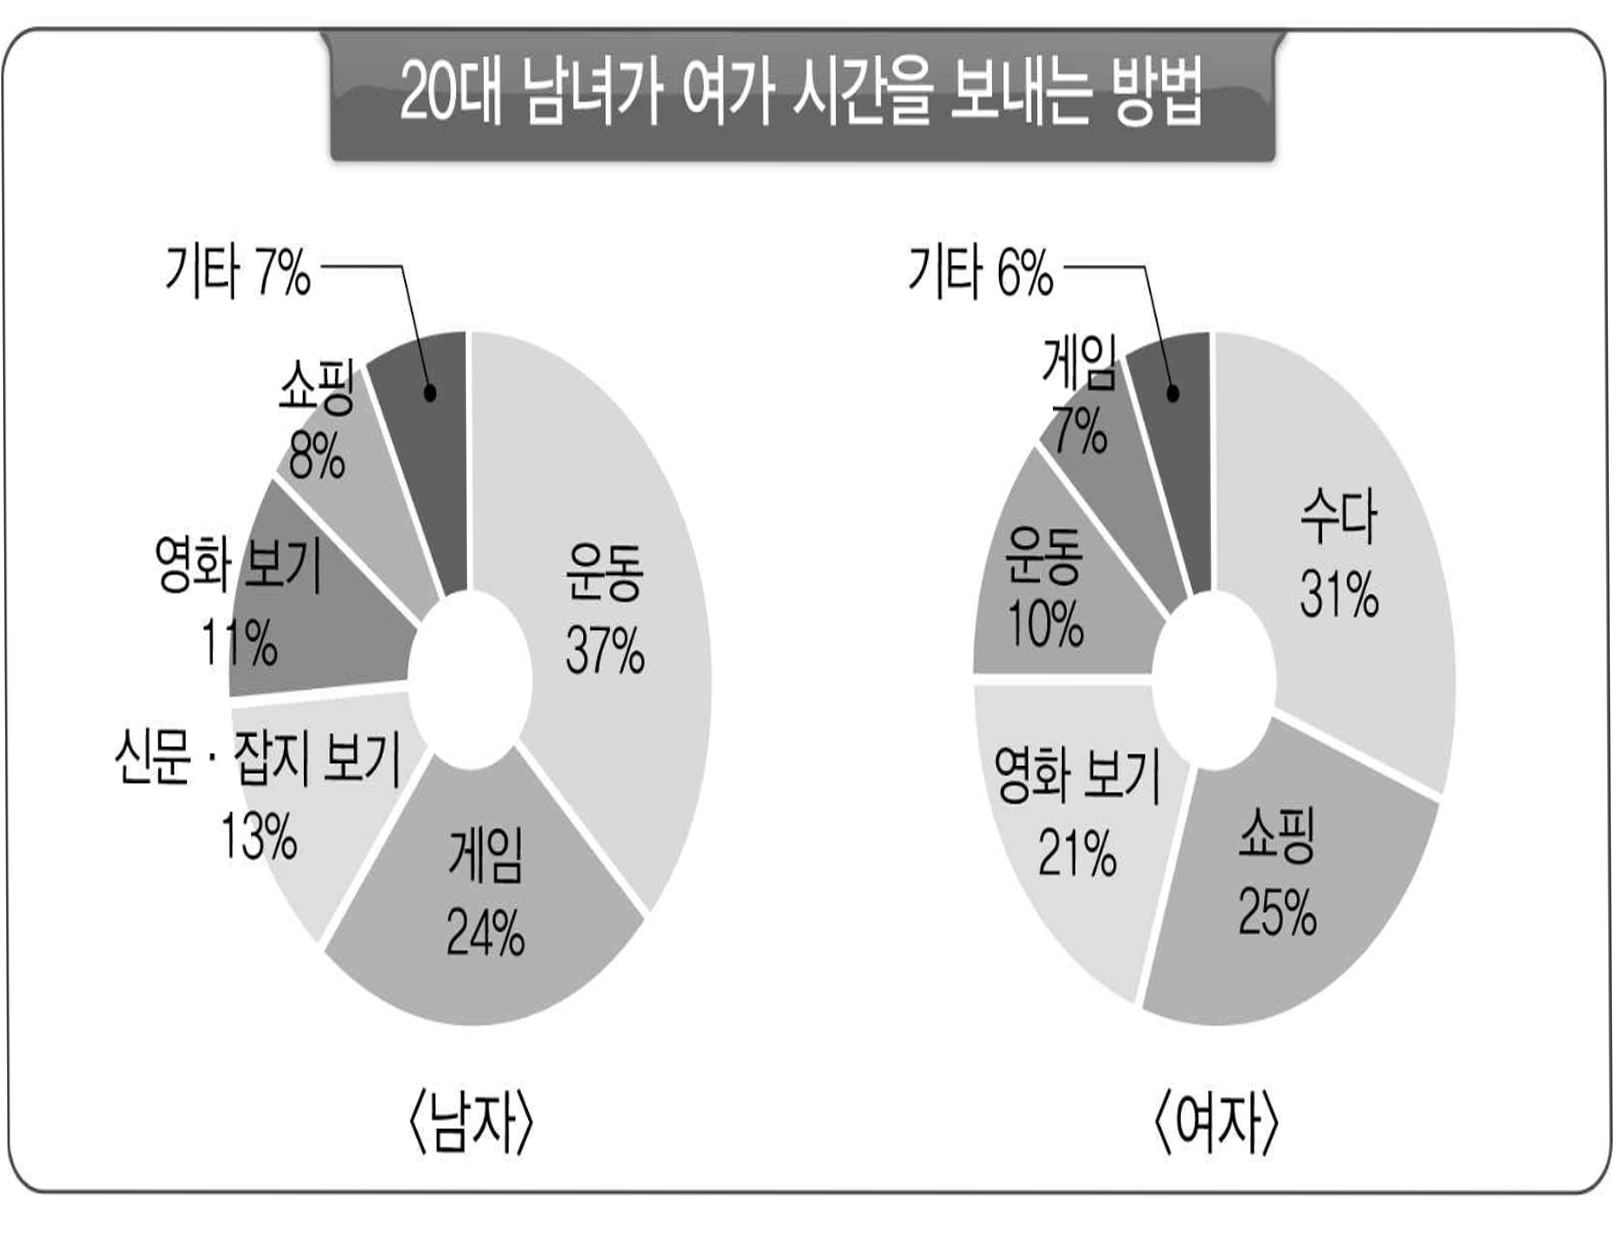 20대 남녀가 여가 시간을 보내는 방법
기타 7%
쇼핑
8%
영화 보기
11%
신문 · 잡지 보기
13%
게임
24%
운동
37%
<남자>
기타 6%
게임
7%
운동
10%
영화 보기
21%
쇼핑
25%
수다
31%
<여자>